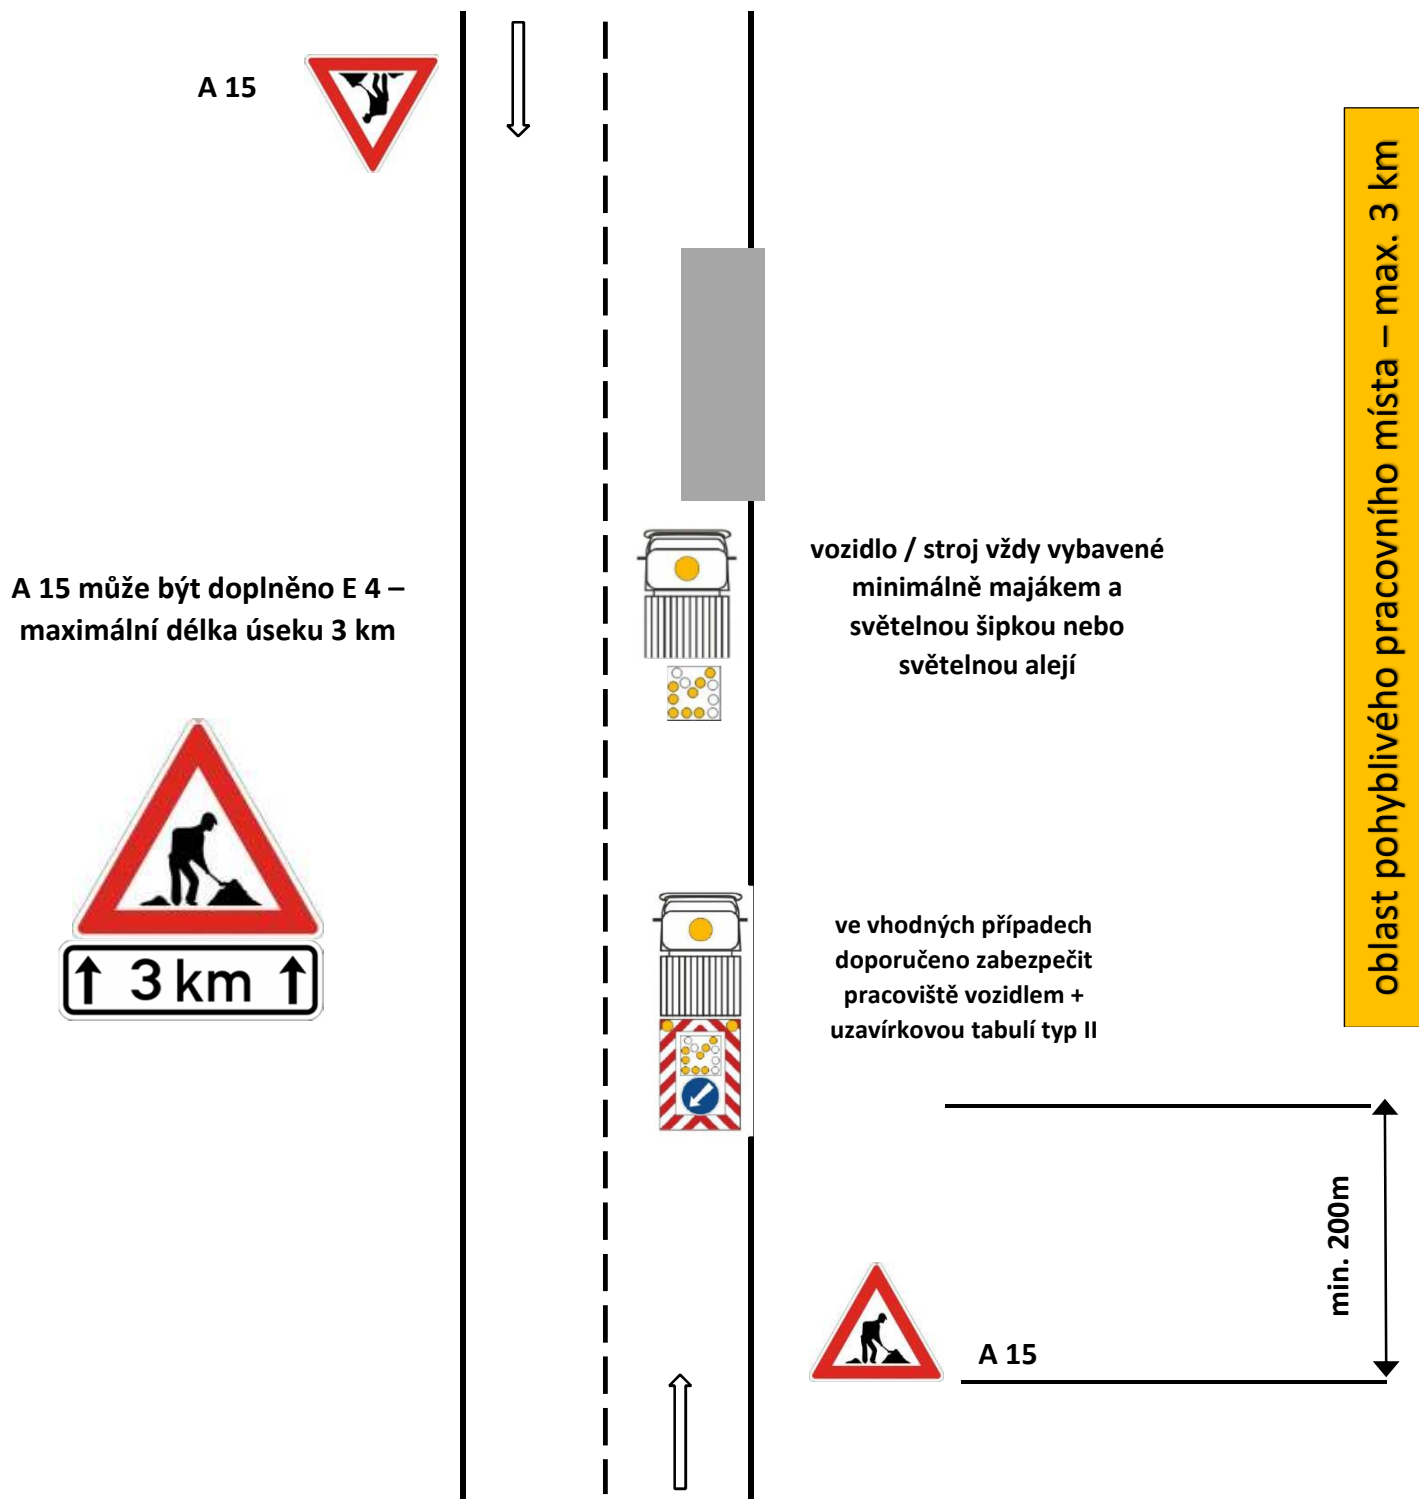 A 15
oblast pohyblivého pracovního místa – max. 3 km
vozidlo / stroj vždy vybavené
minimálně majákem a
světelnou šipkou nebo
světelnou alejí
A 15 může být doplněno E 4 –
maximální délka úseku 3 km
3 km
ve vhodných případech
doporučeno zabezpečit
pracoviště vozidlem +
uzavírkovou tabulí typ II
min. 200m
A 15